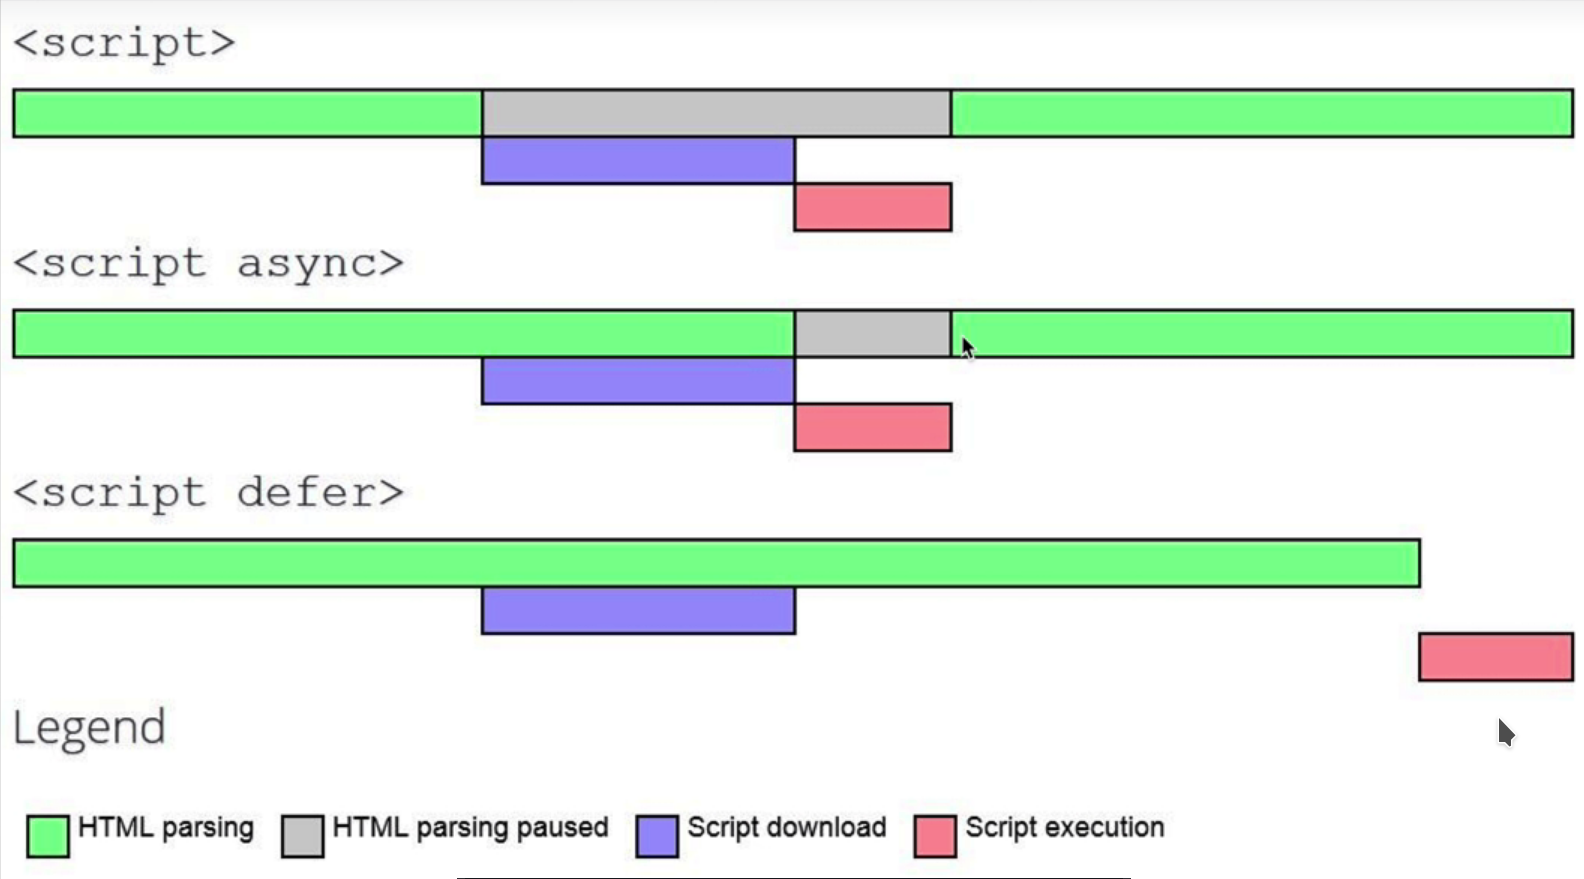 <script>
<script async>
<script defer>
Legend
HTML parsing HTML parsing paused Script download Script execution